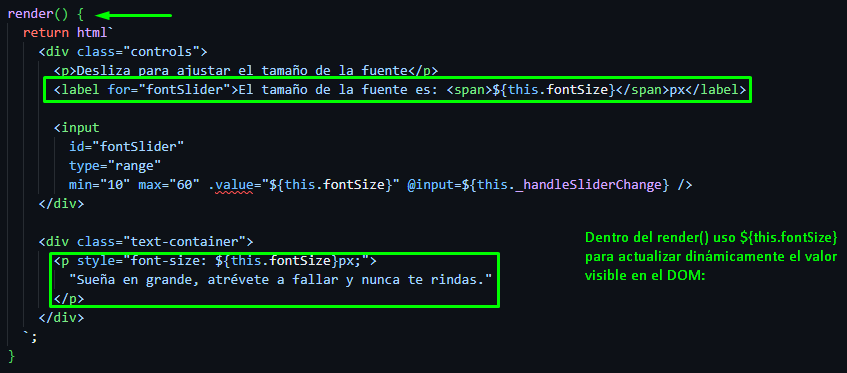 render() {
  return html`
    <div class="controls">
      <p>Desliza para ajustar el tamaño de la fuente</p>
      <label for="fontSlider">El tamaño de la fuente es: <span>${this.fontSize}</span>px</label>
      <input
        id="fontSlider"
        type="range"
        min="10" max="60" .value="${this.fontSize}" @input=${this._handleSliderChange} />
    </div>
    <div class="text-container">
      <p style="font-size: ${this.fontSize}px;">
        "Sueña en grande, atrévete a fallar y nunca te rindas."
      </p>
    </div>
  `;
}
Dentro del render() uso ${this.fontSize}
para actualizar dinámicamente el valor
visible en el DOM: